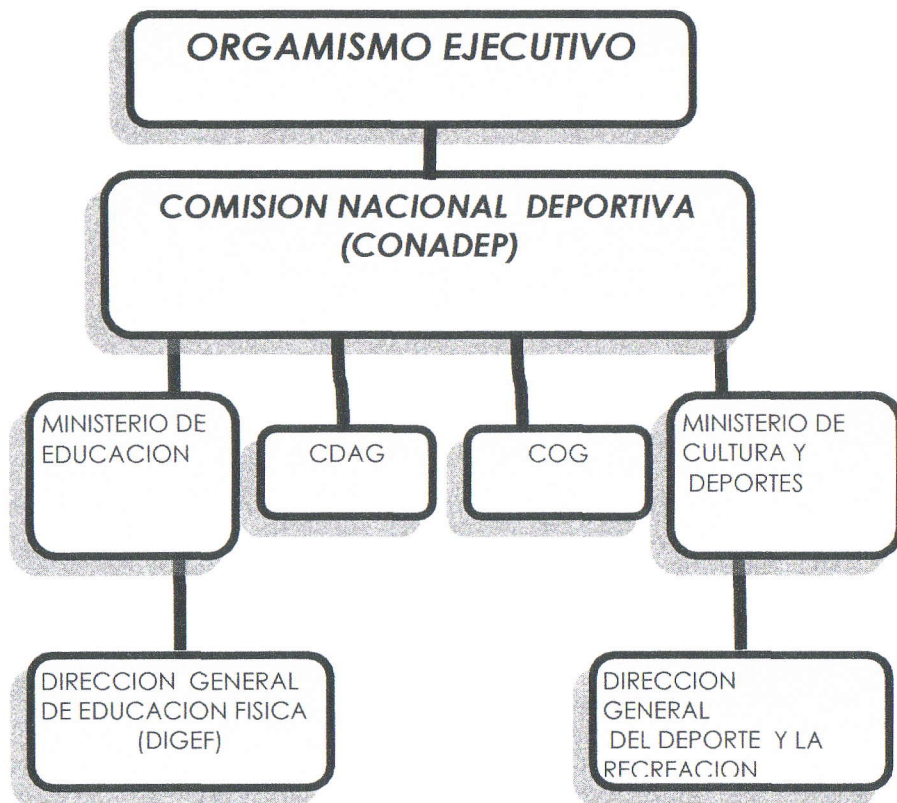 ORGAMISMO EJECUTIVO
COMISION NACIONAL DEPORTIVA
(CONADEP)
MINISTERIO DE
EDUCACION
CDAG
COG
MINISTERIO DE
CULTURA Y
DEPORTES
DIRECCION GENERAL
DE EDUCACION FISICA
(DIGEF)
DIRECCION
GENERAL
DEL DEPORTE Y LA
RECREACION